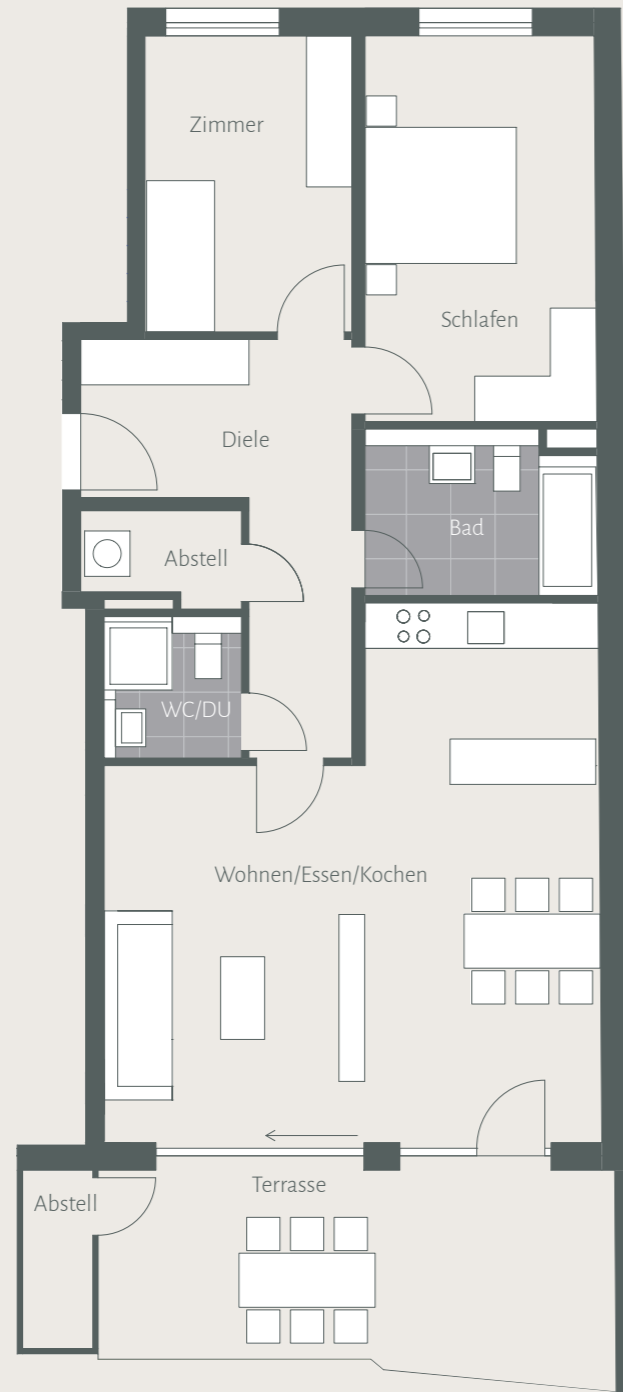 Zimmer
Schlafen
Diele
Bad
Abstell
WC/DU
Wohnen/Essen/Kochen
Terrasse
Abstell